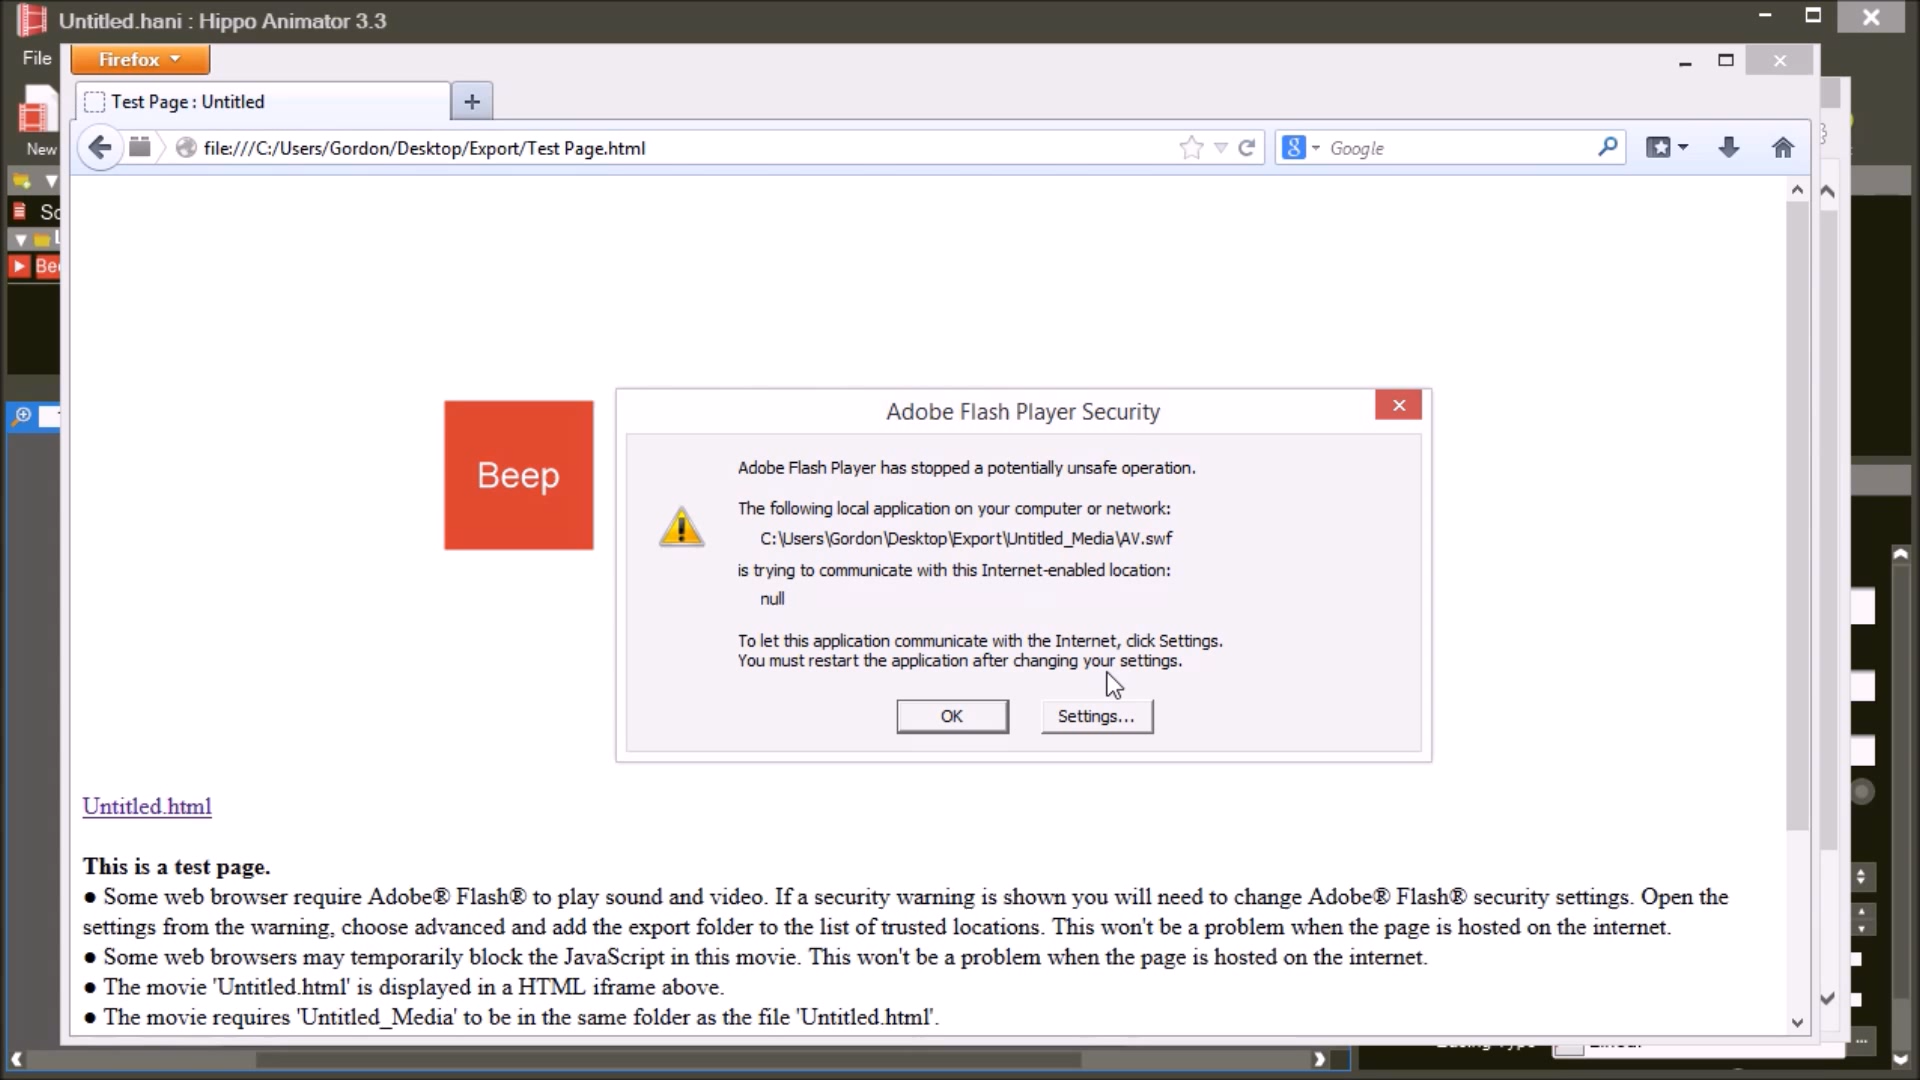 Untitled.hani : Hippo Animator 3.3
File
Firefox
Test Page : Untitled
+
New
file:///C:/Users/Gordon/Desktop/Export/Test Page.html
8
Google
Adobe Flash Player Security
Adobe Flash Player has stopped a potentially unsafe operation.
The following local application on your computer or network:
C:\Users\Gordon\Desktop\Export\Untitled_Media\AV.swf
is trying to communicate with this Internet-enabled location:
null
To let this application communicate with the Internet, click Settings.
You must restart the application after changing your settings.
OK
Settings...
Beep
Untitled.html
This is a test page.
● Some web browser require Adobe® Flash® to play sound and video. If a security warning is shown you will need to change Adobe® Flash® security settings. Open the
settings from the warning, choose advanced and add the export folder to the list of trusted locations. This won't be a problem when the page is hosted on the internet.
● Some web browsers may temporarily block the JavaScript in this movie. This won't be a problem when the page is hosted on the internet.
● The movie 'Untitled.html' is displayed in a HTML iframe above.
● The movie requires 'Untitled_Media' to be in the same folder as the file 'Untitled.html'.